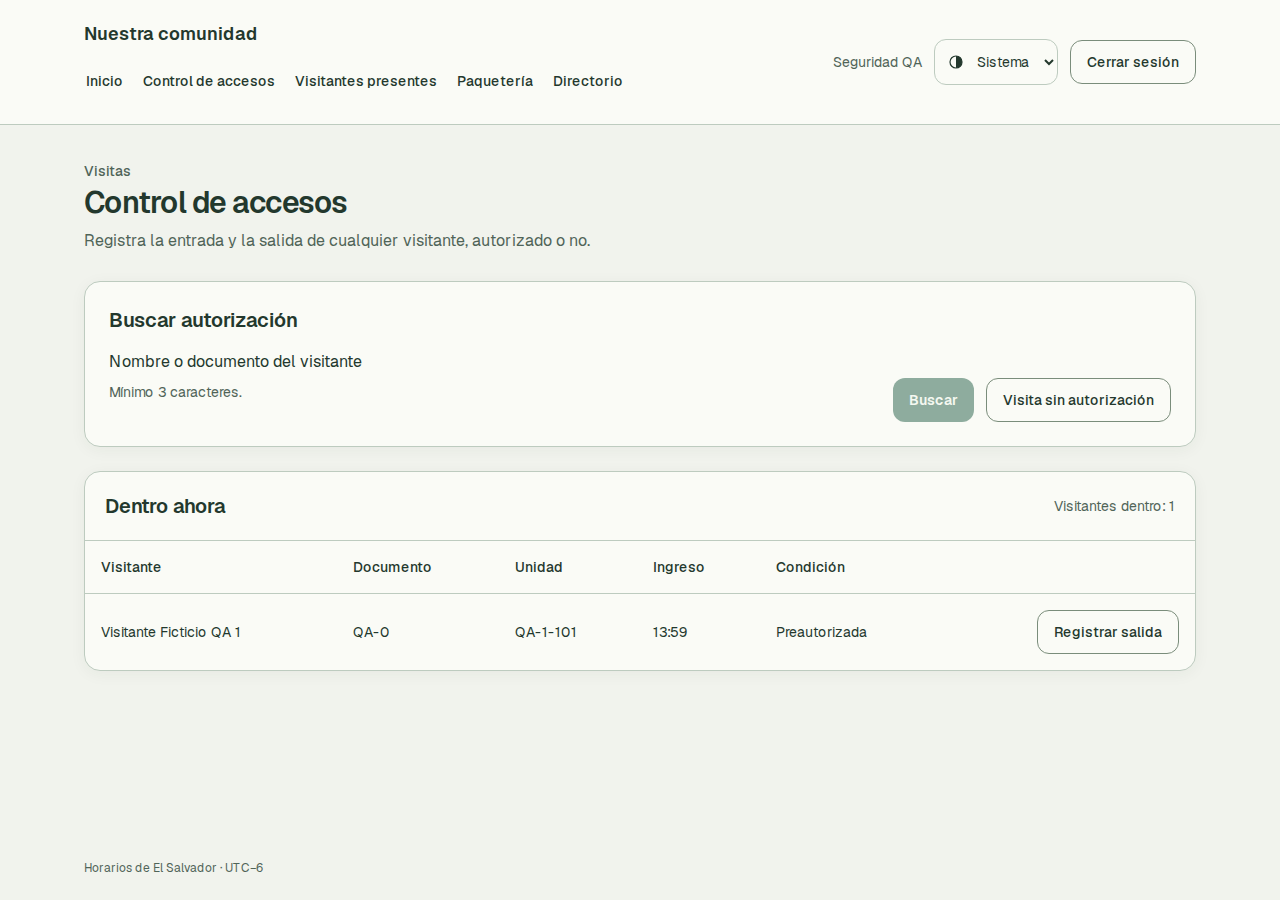 Nuestra comunidad
Inicio Control de accesos Visitantes presentes Paquetería Directorio
Seguridad QA Sistema Cerrar sesión
Visitas
Control de accesos
Registra la entrada y la salida de cualquier visitante, autorizado o no.
Buscar autorización
Nombre o documento del visitante
Mínimo 3 caracteres.
Buscar Visita sin autorización
Dentro ahora Visitantes dentro: 1
Visitante Documento Unidad Ingreso Condición
Visitante Ficticio QA 1 QA-0 QA-1-101 13:59 Preautorizada Registrar salida
Horarios de El Salvador · UTC−6